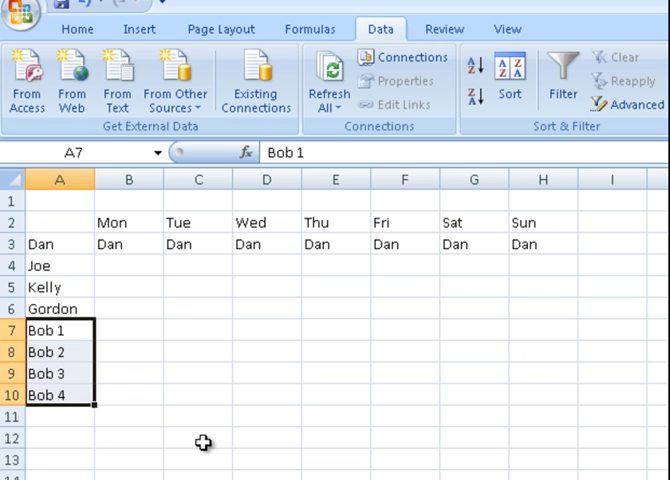 Home Insert Page Layout Formulas Data Review View
From Access
From Web
From Text
From Other Sources
Existing Connections
Get External Data
Refresh All
Connections
Properties
Edit Links
Connections
A Z
Z A
A Z Z A
Sort
Filter
Clear
Reapply
Advanced
Sort & Filter
A7 fx Bob 1
A B C D E F G H I
1
2 Mon Tue Wed Thu Fri Sat Sun
3 Dan Dan Dan Dan Dan Dan Dan Dan
4 Joe
5 Kelly
6 Gordon
7 Bob 1
8 Bob 2
9 Bob 3
10 Bob 4
11
12
13